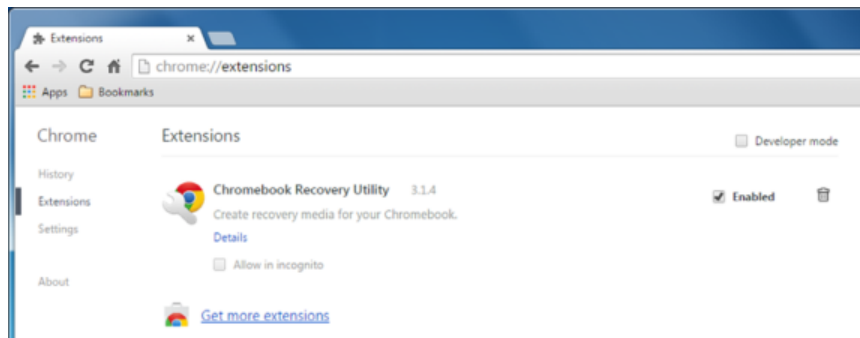 Extensions
chrome://extensions
Apps Bookmarks
Chrome
Extensions
Developer mode
History
Extensions
Settings
About
Chromebook Recovery Utility 3.1.4
Enabled
Create recovery media for your Chromebook.
Details
Allow in incognito
Get more extensions